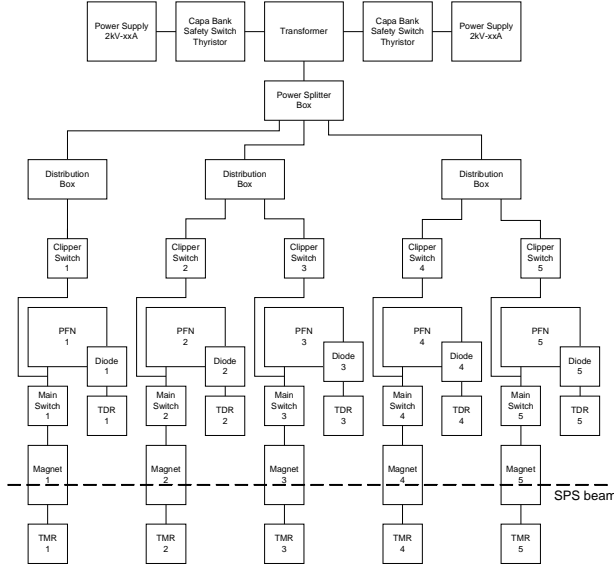 Power Supply
2kV-xxA
Capa Bank
Safety Switch
Thyristor
Transformer
Capa Bank
Safety Switch
Thyristor
Power Supply
2kV-xxA
Power Splitter
Box
Distribution
Box
Distribution
Box
Distribution
Box
Clipper
Switch
1
Clipper
Switch
2
Clipper
Switch
3
Clipper
Switch
4
Clipper
Switch
5
PFN
1
Diode
1
PFN
2
Diode
2
PFN
3
Diode
3
PFN
4
Diode
4
PFN
5
Diode
5
Main
Switch
1
TDR
1
Main
Switch
2
TDR
2
Main
Switch
3
TDR
3
Main
Switch
4
TDR
4
Main
Switch
5
TDR
5
Magnet
1
Magnet
2
Magnet
3
Magnet
4
Magnet
5
SPS beam
TMR
1
TMR
2
TMR
3
TMR
4
TMR
5